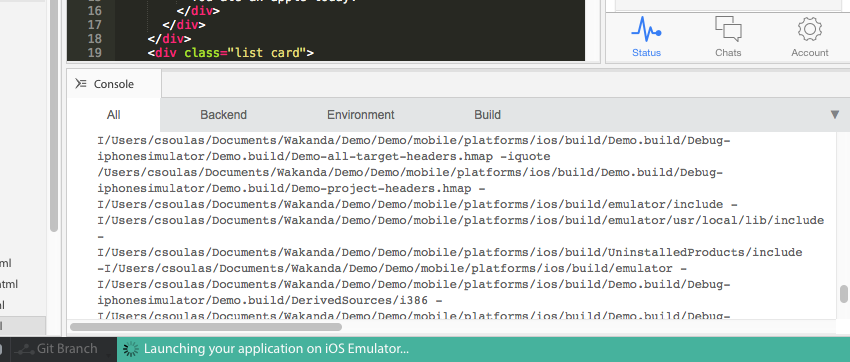 16 </div>
17 </div>
18 </div>
19 <div class="list card">
Status Chats Account
Console
All Backend Environment Build
I/Users/csoulas/Documents/Wakanda/Demo/Demo/mobile/platforms/ios/build/Demo.build/Debug-
iphonesimulator/Demo.build/Demo-all-target-headers.hmap -iquote
/Users/csoulas/Documents/Wakanda/Demo/Demo/mobile/platforms/ios/build/Demo.build/Debug-
iphonesimulator/Demo.build/Demo-project-headers.hmap -
I/Users/csoulas/Documents/Wakanda/Demo/Demo/mobile/platforms/ios/build/emulator/include -
I/Users/csoulas/Documents/Wakanda/Demo/Demo/mobile/platforms/ios/build/emulator/usr/local/lib/include
-
I/Users/csoulas/Documents/Wakanda/Demo/Demo/mobile/platforms/ios/build/UninstalledProducts/include
-I/Users/csoulas/Documents/Wakanda/Demo/Demo/mobile/platforms/ios/build/emulator -
I/Users/csoulas/Documents/Wakanda/Demo/Demo/mobile/platforms/ios/build/Demo.build/Debug-
iphonesimulator/Demo.build/DerivedSources/i386 -
I/Users/csoulas/Documents/Wakanda/Demo/Demo/mobile/platforms/ios/build/Demo.build/Debug-
ml
html
ml
Git Branch
Launching your application on iOS Emulator...